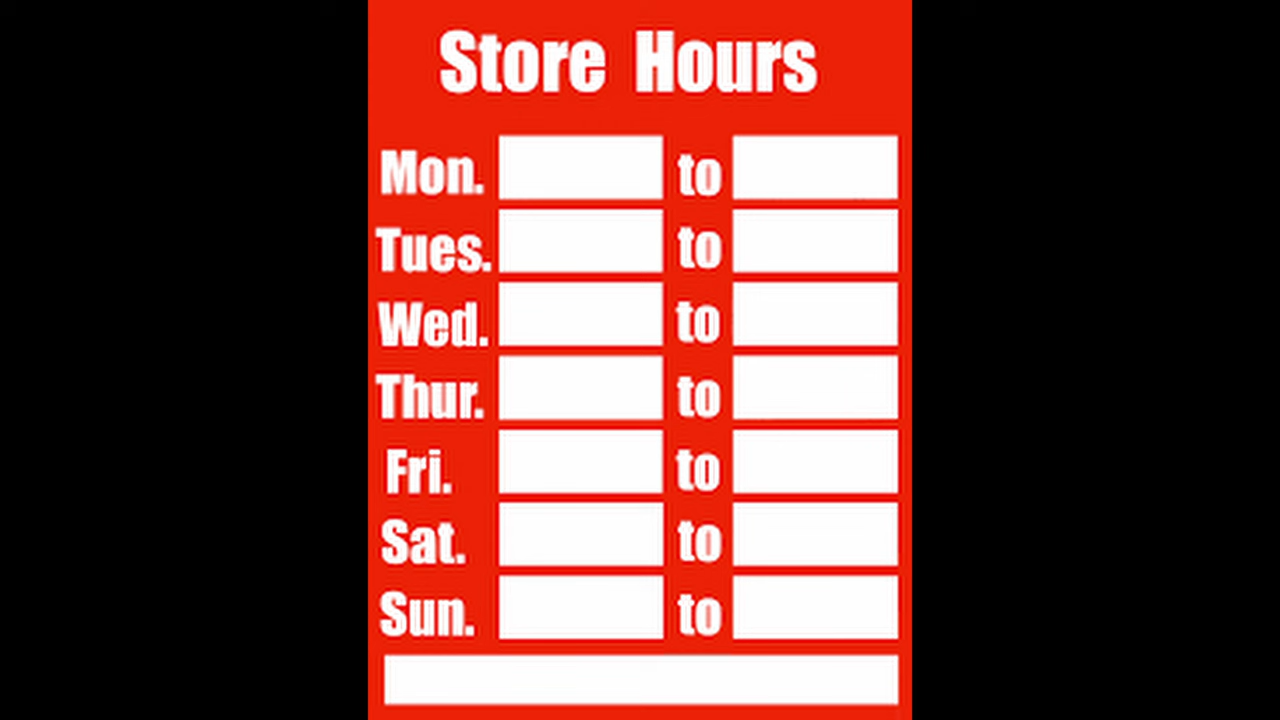 Store Hours
Mon. to
Tues. to
Wed. to
Thur. to
Fri. to
Sat. to
Sun. to